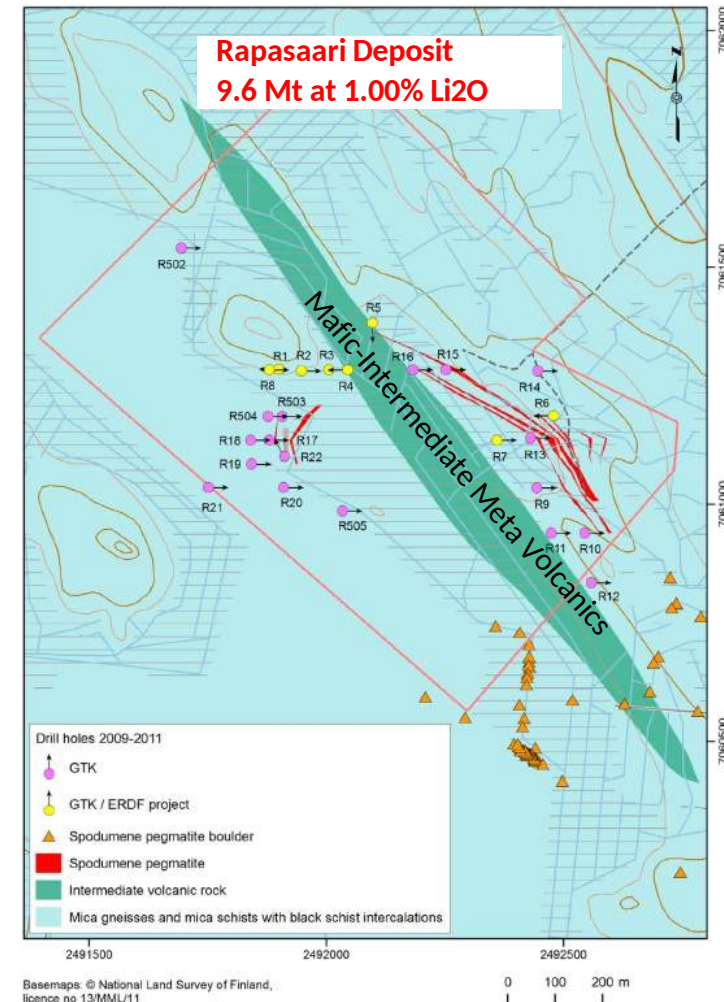 Rapasaari Deposit
9.6 Mt at 1.00% Li2O
z
7062000
7061500
7061000
7060500
R502
R5
Mafic-Intermediate Meta Volcanics
R1
R2
R3
R16
R15
R8
R4
R14
R503
R6
R504
R18
R17
R7
R13
R22
R19
R21
R20
R9
R505
R11
R10
R12
Drill holes 2009-2011
GTK
GTK / ERDF project
Spodumene pegmatite boulder
Spodumene pegmatite
Intermediate volcanic rock
Mica gneisses and mica schists with black schist intercalations
2491500
2492000
2492500
Basemaps: © National Land Survey of Finland,
licence no 13/MML/11
0 100 200 m